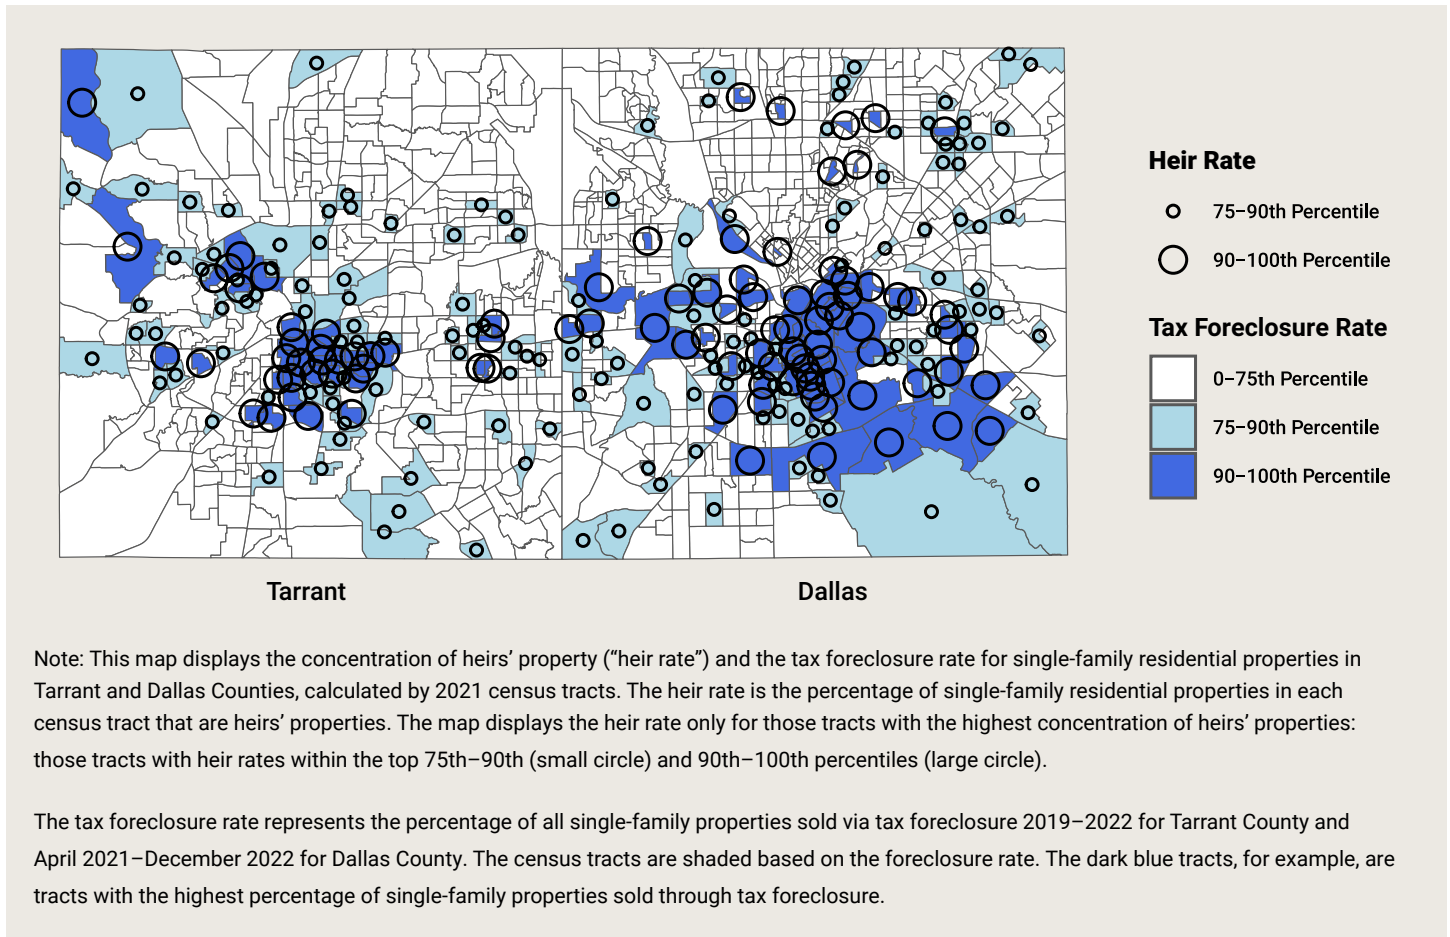 Heir Rate
75–90th Percentile
90–100th Percentile
Tax Foreclosure Rate
0–75th Percentile
75–90th Percentile
90–100th Percentile
Tarrant
Dallas
Note: This map displays the concentration of heirs’ property (“heir rate”) and the tax foreclosure rate for single-family residential properties in
Tarrant and Dallas Counties, calculated by 2021 census tracts. The heir rate is the percentage of single-family residential properties in each
census tract that are heirs’ properties. The map displays the heir rate only for those tracts with the highest concentration of heirs’ properties:
those tracts with heir rates within the top 75th–90th (small circle) and 90th–100th percentiles (large circle).
The tax foreclosure rate represents the percentage of all single-family properties sold via tax foreclosure 2019–2022 for Tarrant County and
April 2021–December 2022 for Dallas County. The census tracts are shaded based on the foreclosure rate. The dark blue tracts, for example, are
tracts with the highest percentage of single-family properties sold through tax foreclosure.